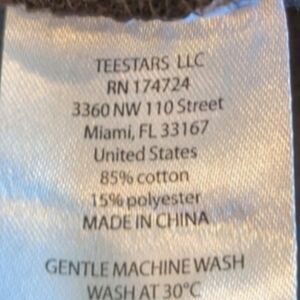 TEESTARS LLC
RN 174724
3360 NW 110 Street
Miami, FL 33167
United States
85% cotton
15% polyester
MADE IN CHINA
GENTLE MACHINE WASH
WASH AT 30°C